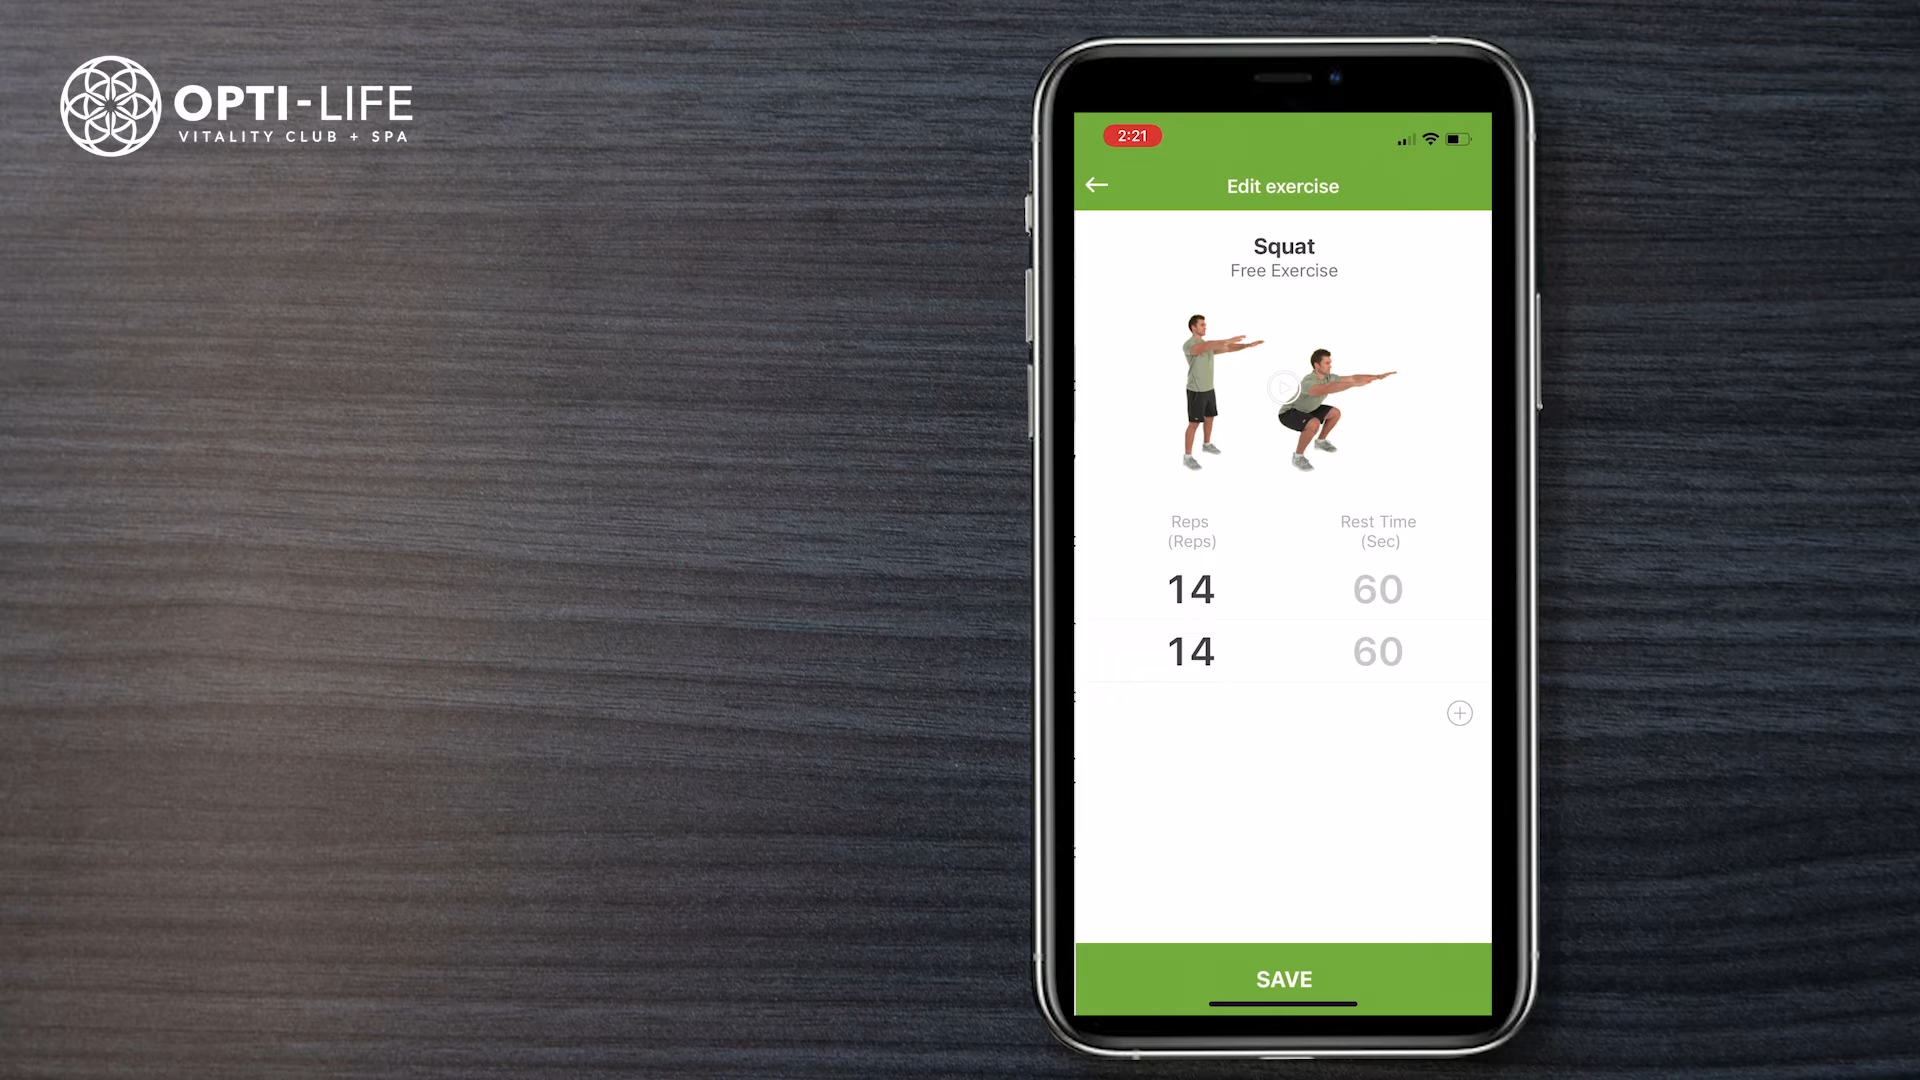 OPTI-LIFE
VITALITY CLUB + SPA
2:21
Edit exercise
Squat
Free Exercise
Reps
(Reps)
Rest Time
(Sec)
14
60
14
60
SAVE